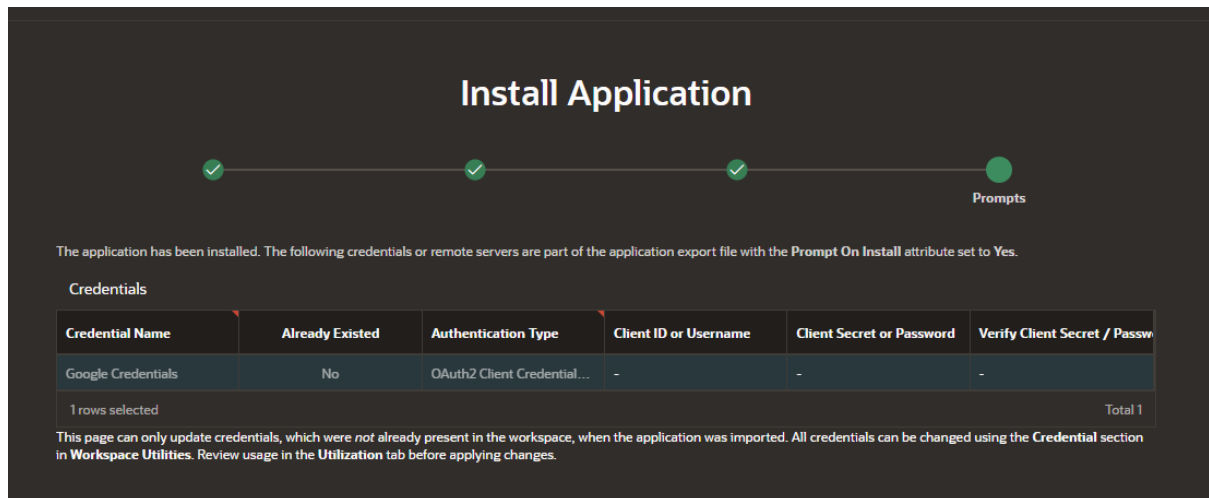 Install Application
Prompts
The application has been installed. The following credentials or remote servers are part of the application export file with the Prompt On Install attribute set to Yes.
Credentials
Credential Name Already Existed Authentication Type Client ID or Username Client Secret or Password Verify Client Secret / Passw
Google Credentials No OAuth2 Client Credential... - - -
1 rows selected Total 1
This page can only update credentials, which were not already present in the workspace, when the application was imported. All credentials can be changed using the Credential section
in Workspace Utilities. Review usage in the Utilization tab before applying changes.